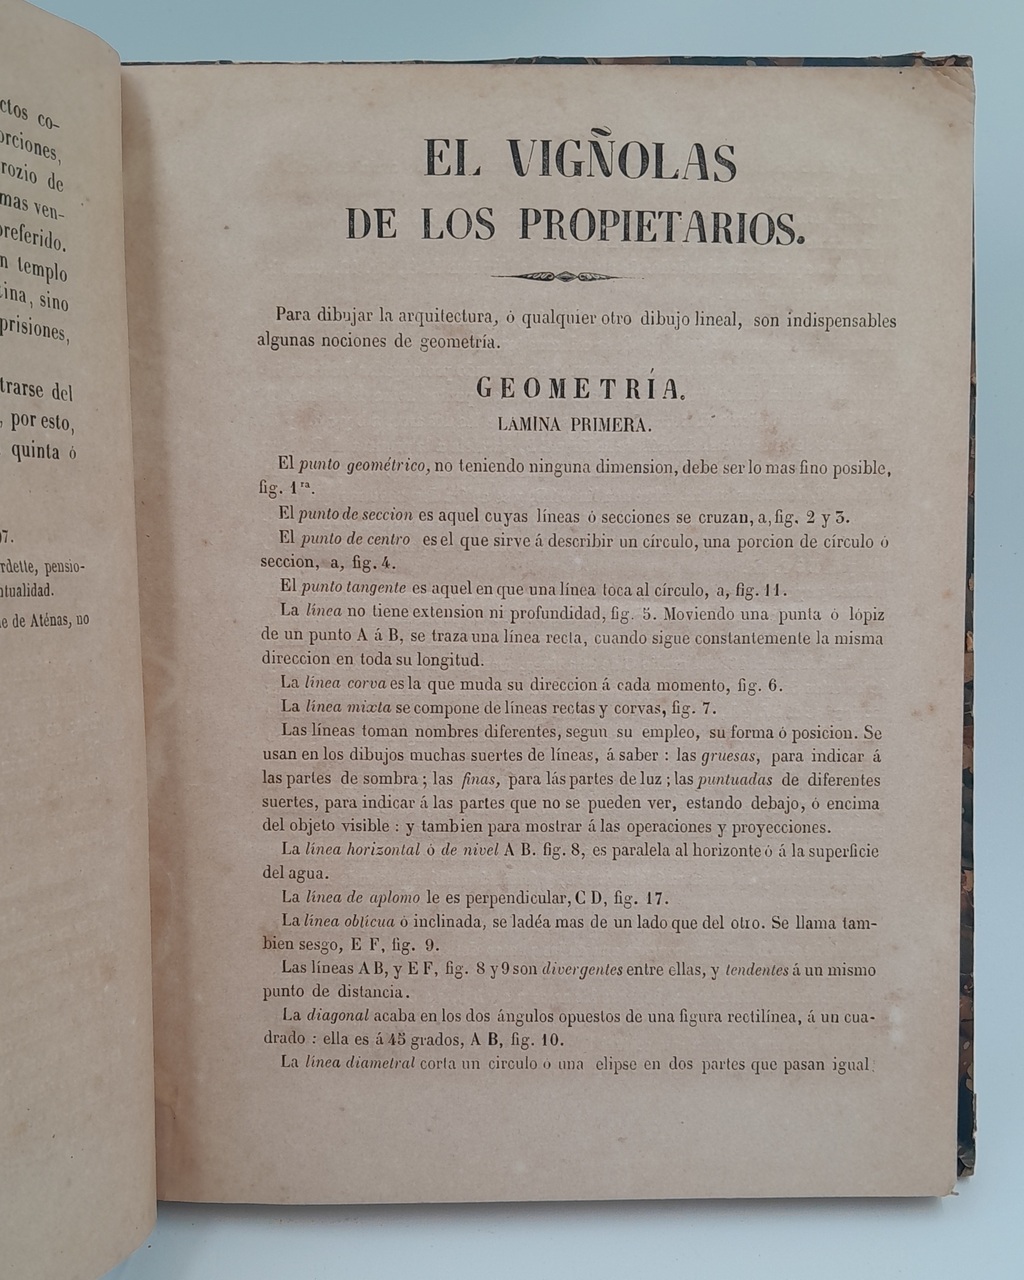 ctos co-
orciones,
rozio de
mas ven-
referido.
n templo
ina, sino
prisiones,
trarse del
, por esto,
quinta ó
07.
rdette, pensio-
ntualidad.
e de Aténas, no
EL VIGÑOLAS
DE LOS PROPIETARIOS.
Para dibujar la arquitectura, ó qualquier otro dibujo lineal, son indispensables
algunas nociones de geometría.
GEOMETRÍA.
LÁMINA PRIMERA.
El punto geométrico, no teniendo ninguna dimension, debe ser lo mas fino posible,
fig. 1ra.
El punto de seccion es aquel cuyas líneas ó secciones se cruzan, a, fig. 2 y 3.
El punto de centro es el que sirve á describir un círculo, una porcion de círculo ó
seccion, a, fig. 4.
El punto tangente es aquel en que una línea toca al círculo, a, fig. 11.
La línea no tiene extension ni profundidad, fig. 5. Moviendo una punta ó lópiz
de un punto A á B, se traza una línea recta, cuando sigue constantemente la misma
direccion en toda su longitud.
La línea corva es la que muda su direccion á cada momento, fig. 6.
La línea mixta se compone de líneas rectas y corvas, fig. 7.
Las líneas toman nombres diferentes, segun su empleo, su forma ó posicion. Se
usan en los dibujos muchas suertes de líneas, á saber : las gruesas, para indicar á
las partes de sombra ; las finas, para lás partes de luz ; las puntuadas de diferentes
suertes, para indicar á las partes que no se pueden ver, estando debajo, ó encima
del objeto visible : y tambien para mostrar á las operaciones y proyecciones.
La línea horizontal ó de nivel A B. fig. 8, es paralela al horizonte ó á la superficie
del agua.
La línea de aplomo le es perpendicular, C D, fig. 17.
La línea oblícua ó inclinada, se ladéa mas de un lado que del otro. Se llama tam-
bien sesgo, E F, fig. 9.
Las líneas A B, y E F, fig. 8 y 9 son divergentes entre ellas, y tendentes á un mismo
punto de distancia.
La diagonal acaba en los dos ángulos opuestos de una figura rectilínea, á un cua-
drado : ella es á 45 grados, A B, fig. 10.
La línea diametral corta un circulo ó una elipse en dos partes que pasan igual